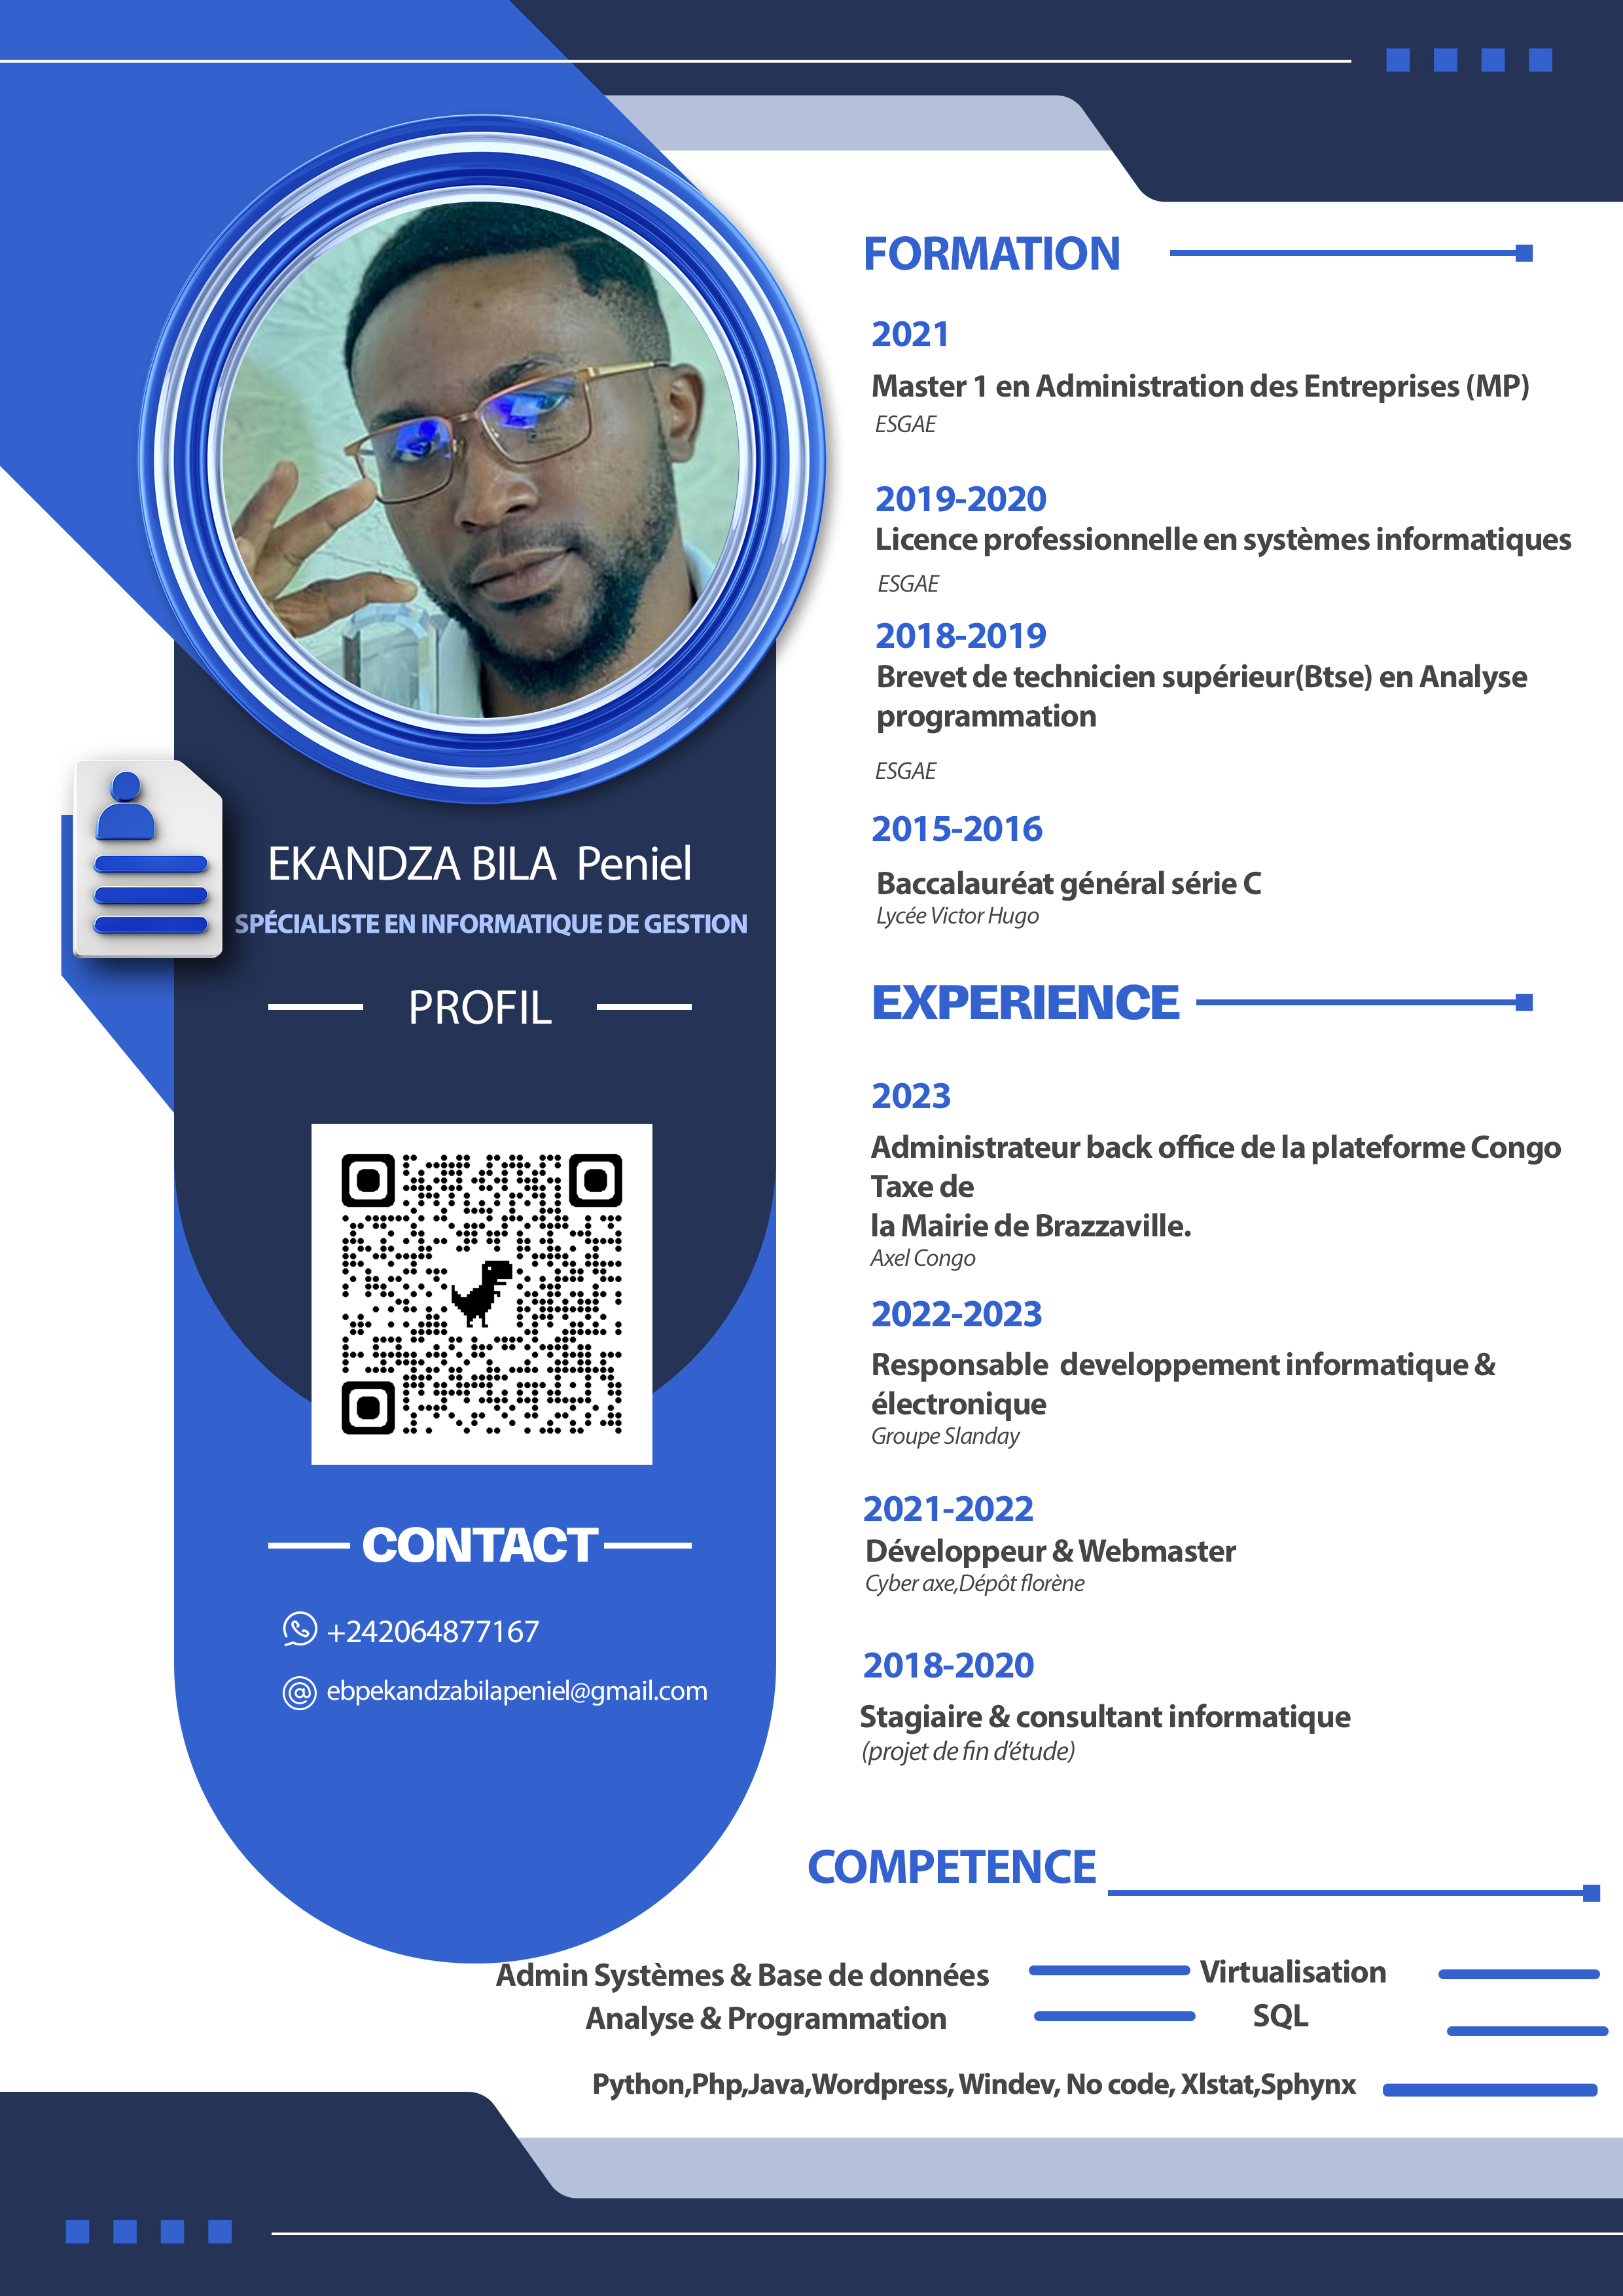 EKANDZA BILA  Peniel
SPÉCIALISTE EN INFORMATIQUE DE GESTION
PROFIL
CONTACT
+242064877167
ebpekandzabilapeniel@gmail.com
FORMATION
2021
Master 1 en Administration des Entreprises (MP)
ESGAE
2019-2020
Licence professionnelle en systèmes informatiques
ESGAE
2018-2019
Brevet de technicien supérieur(Btse) en Analyse
programmation
ESGAE
2015-2016
Baccalauréat général série C
Lycée Victor Hugo
EXPERIENCE
2023
Administrateur back office de la plateforme Congo
Taxe de
la Mairie de Brazzaville.
Axel Congo
2022-2023
Responsable  developpement informatique &
électronique
Groupe Slanday
2021-2022
Développeur & Webmaster
Cyber axe,Dépôt florène
2018-2020
Stagiaire & consultant informatique
(projet de fin d'étude)
COMPETENCE
Admin Systèmes & Base de données
Virtualisation
Analyse & Programmation
SQL
Python,Php,Java,Wordpress, Windev, No code, Xlstat,Sphynx